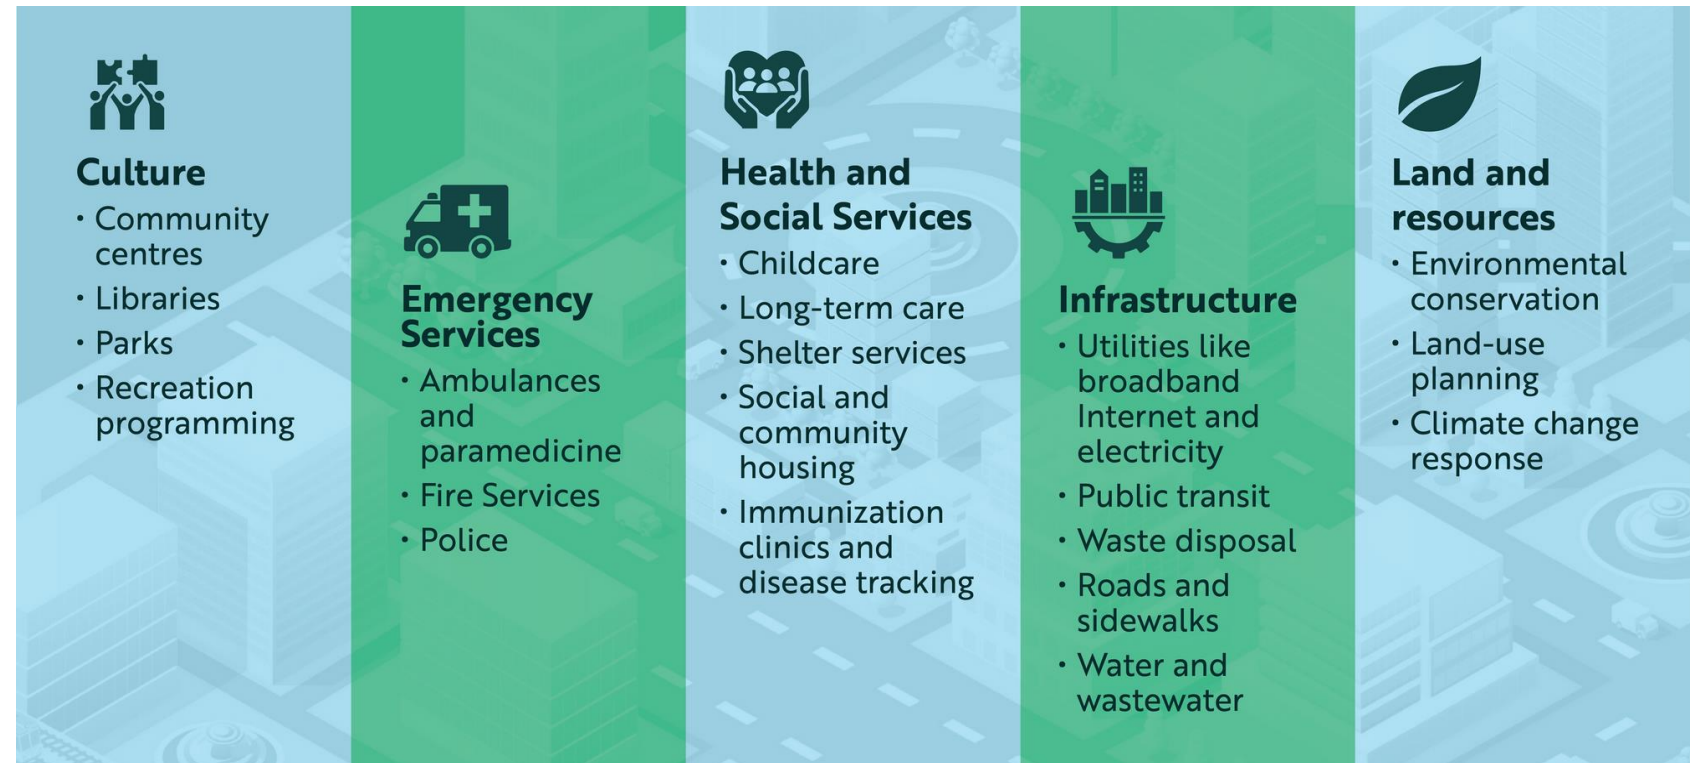 Culture
• Community
centres
• Libraries
• Parks
• Recreation
programming
Emergency
Services
• Ambulances
and
paramedicine
• Fire Services
• Police
Health and
Social Services
• Childcare
• Long-term care
• Shelter services
• Social and
community
housing
• Immunization
clinics and
disease tracking
Infrastructure
• Utilities like
broadband
Internet and
electricity
• Public transit
• Waste disposal
• Roads and
sidewalks
• Water and
wastewater
Land and
resources
• Environmental
conservation
• Land-use
planning
• Climate change
response